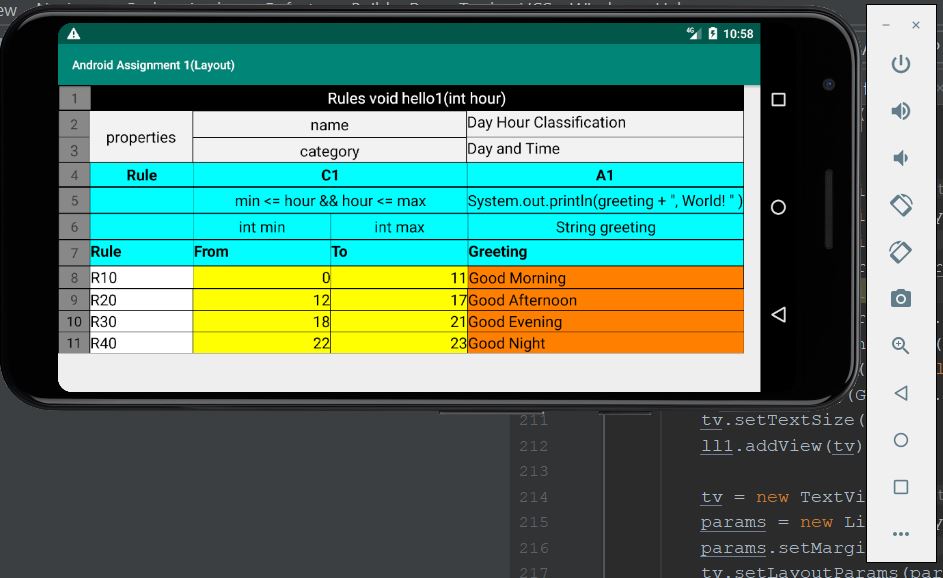 4G 10:58
Android Assignment 1(Layout)
1 Rules void hello1(int hour)
properties
2 name Day Hour Classification
3 category Day and Time
4 Rule C1 A1
5 min <= hour && hour <= max System.out.println(greeting + ", World! " )
6 int min int max String greeting
7 Rule From To Greeting
8 R10 0 11 Good Morning
9 R20 12 17 Good Afternoon
10 R30 18 21 Good Evening
11 R40 22 23 Good Night
211 tv.setTextSize(
212 ll1.addView(tv)
213
214 tv = new TextVi
215 params = new Li
216 params.setMargi
217 tv.setLayoutParams(par